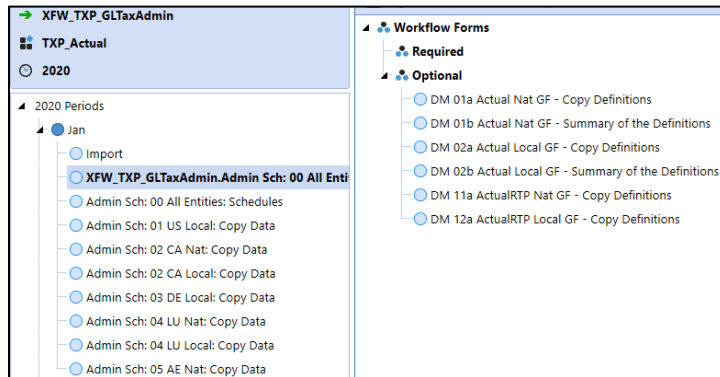 XFW_TXP_GLTaxAdmin
TXP_Actual
2020
2020 Periods
Jan
Import
XFW_TXP_GLTaxAdmin.Admin Sch: 00 All Enti
Admin Sch: 00 All Entities: Schedules
Admin Sch: 01 US Local: Copy Data
Admin Sch: 02 CA Nat: Copy Data
Admin Sch: 02 CA Local: Copy Data
Admin Sch: 03 DE Local: Copy Data
Admin Sch: 04 LU Nat: Copy Data
Admin Sch: 04 LU Local: Copy Data
Admin Sch: 05 AE Nat: Copy Data
Workflow Forms
Required
Optional
DM 01a Actual Nat GF - Copy Definitions
DM 01b Actual Nat GF - Summary of the Definitions
DM 02a Actual Local GF - Copy Definitions
DM 02b Actual Local GF - Summary of the Definitions
DM 11a ActualRTP Nat GF - Copy Definitions
DM 12a ActualRTP Local GF - Copy Definitions